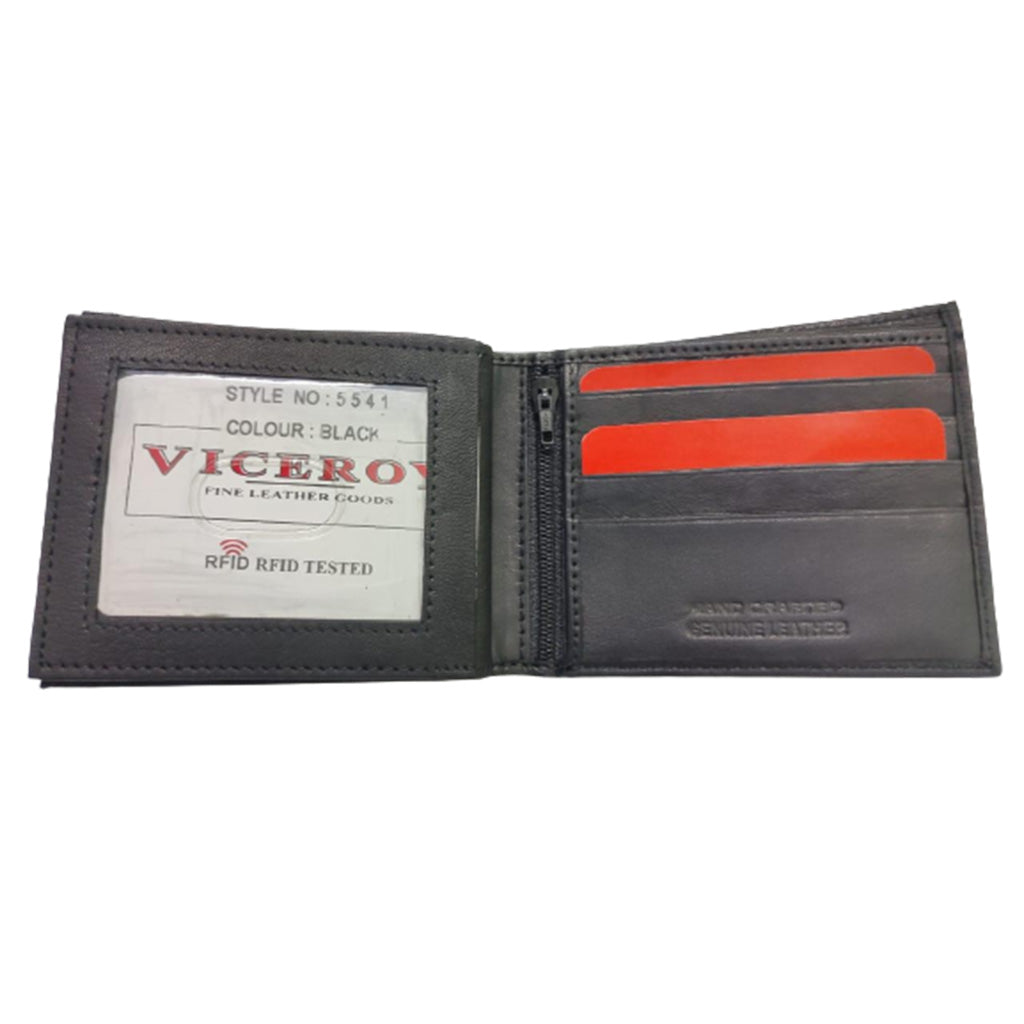 STYLE NO : 5541
COLOUR : BLACK
VICEROY
FINE LEATHER GOODS
RFID RFID TESTED
HAND CRAFTED
GENUINE LEATHER